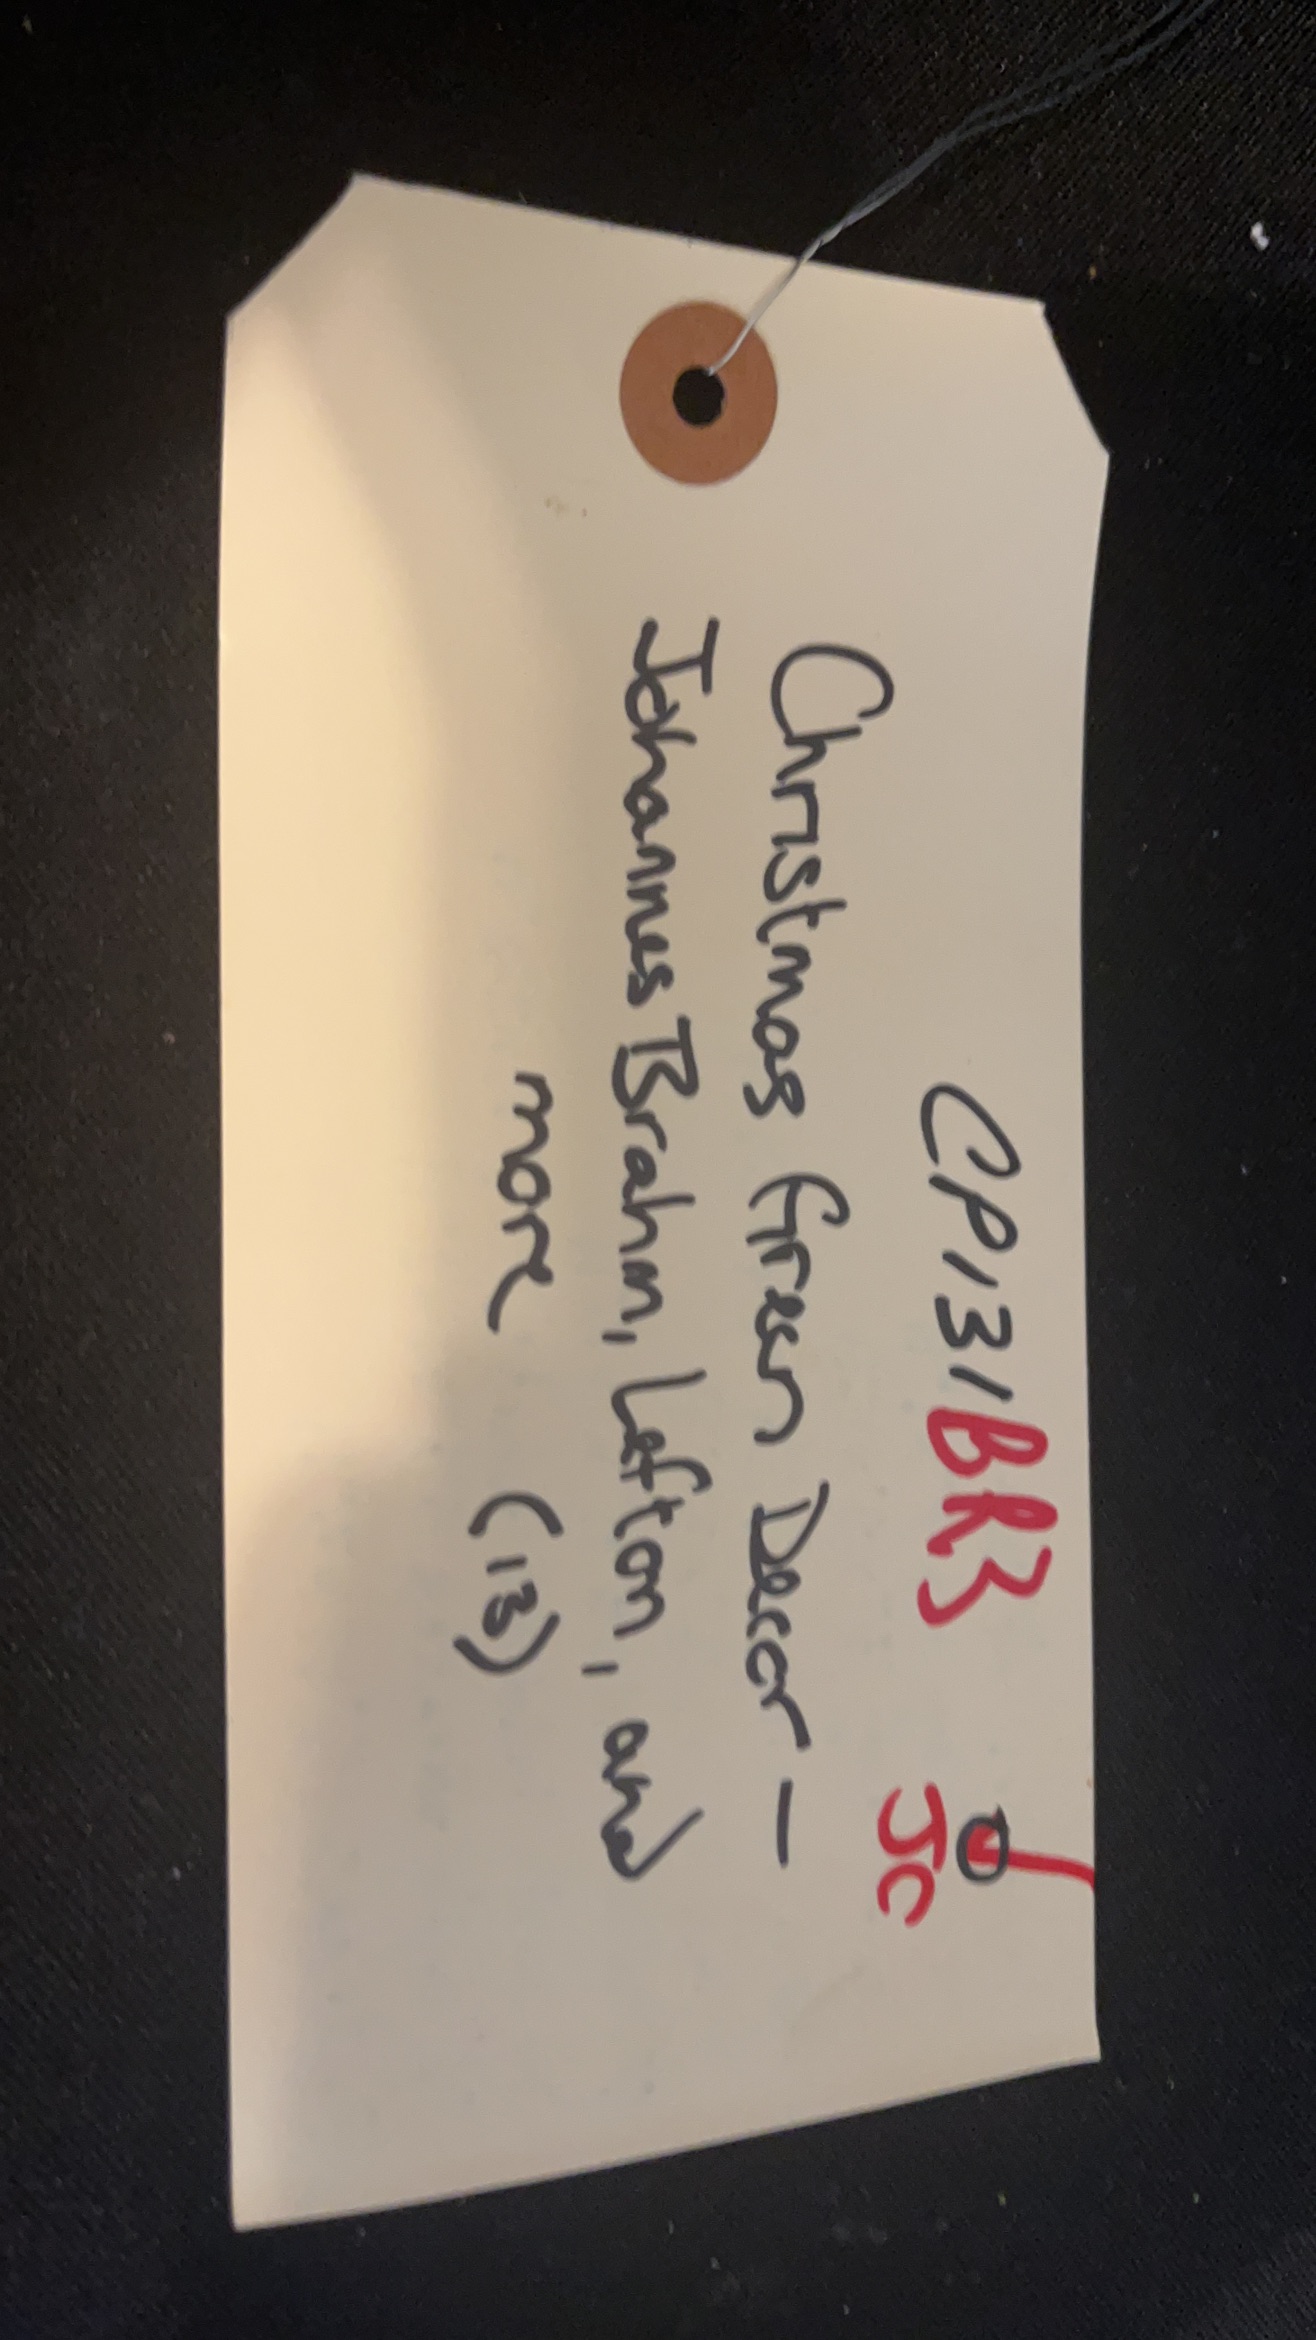 CP131BR3
JC
Christmas Green Decor —
Johannes Brahm, Lefton, and
more (13)